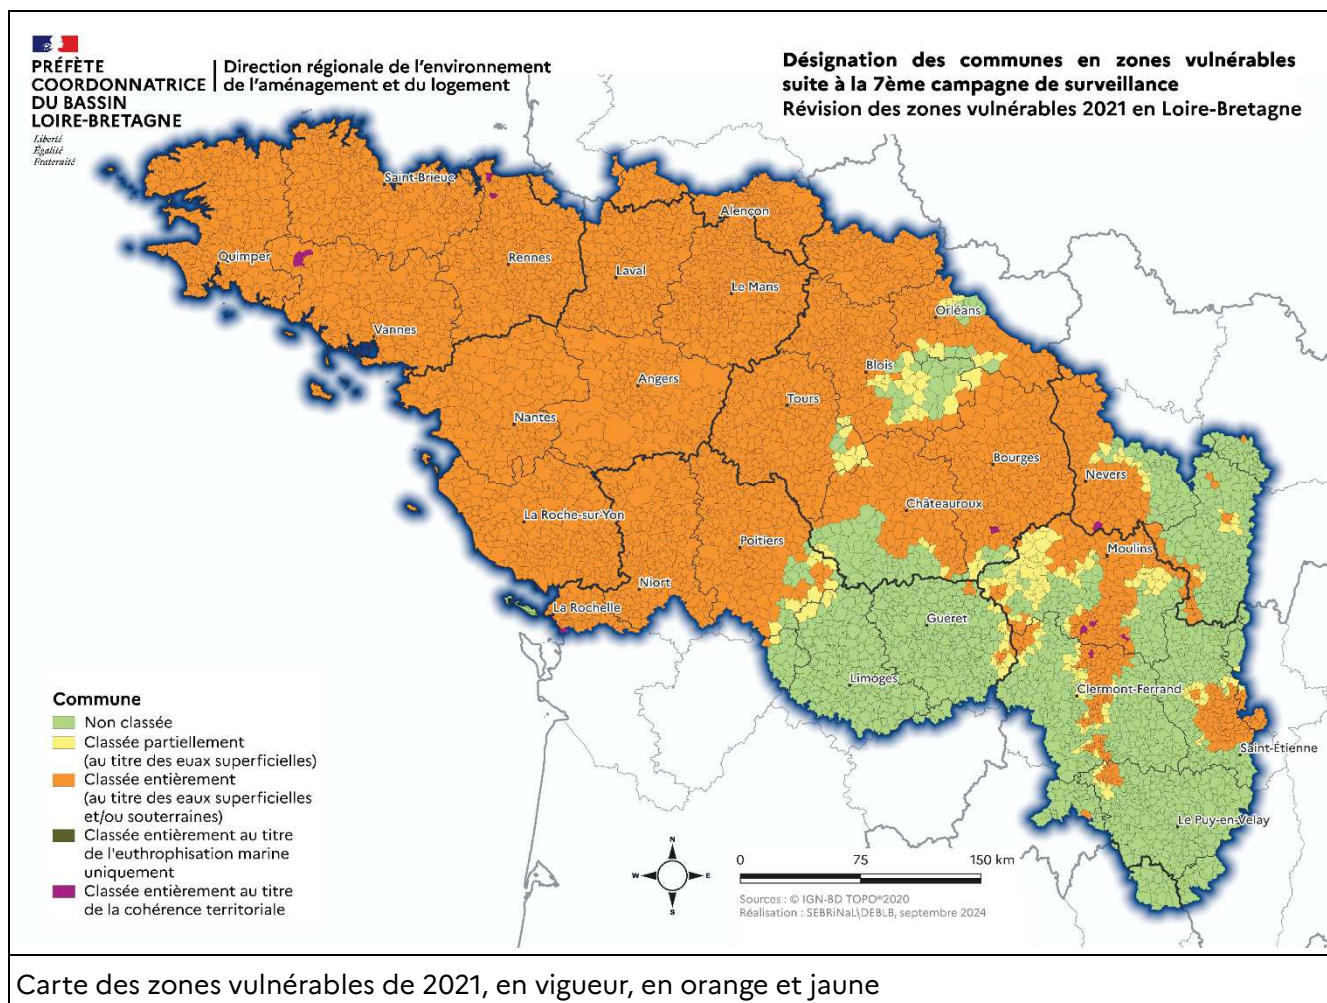 PRÉFÈTE
COORDONNATRICE
DU BASSIN
LOIRE-BRETAGNE
Liberté
Égalité
Fraternité
Direction régionale de l'environnement
de l'aménagement et du logement
Désignation des communes en zones vulnérables
suite à la 7ème campagne de surveillance
Révision des zones vulnérables 2021 en Loire-Bretagne
Saint-Brieuc
Alençon
Quimper
Rennes
Laval
Le Mans
Orléans
Vannes
Blois
Angers
Tours
Nantes
Bourges
Nevers
Châteauroux
La Roche-sur-Yon
Poitiers
Moulins
Niort
La Rochelle
Guéret
Limoges
Clermont-Ferrand
Saint-Étienne
Le Puy-en-Velay
Commune
Non classée
Classée partiellement
(au titre des euax superficielles)
Classée entièrement
(au titre des eaux superficielles
et/ou souterraines)
Classée entièrement au titre
de l'euthrophisation marine
uniquement
Classée entièrement au titre
de la cohérence territoriale
N
W
E
S
0 75 150 km
Sources : © IGN-BD TOPO®2020
Réalisation : SEBRiNaL\DEBLB, septembre 2024
Carte des zones vulnérables de 2021, en vigueur, en orange et jaune